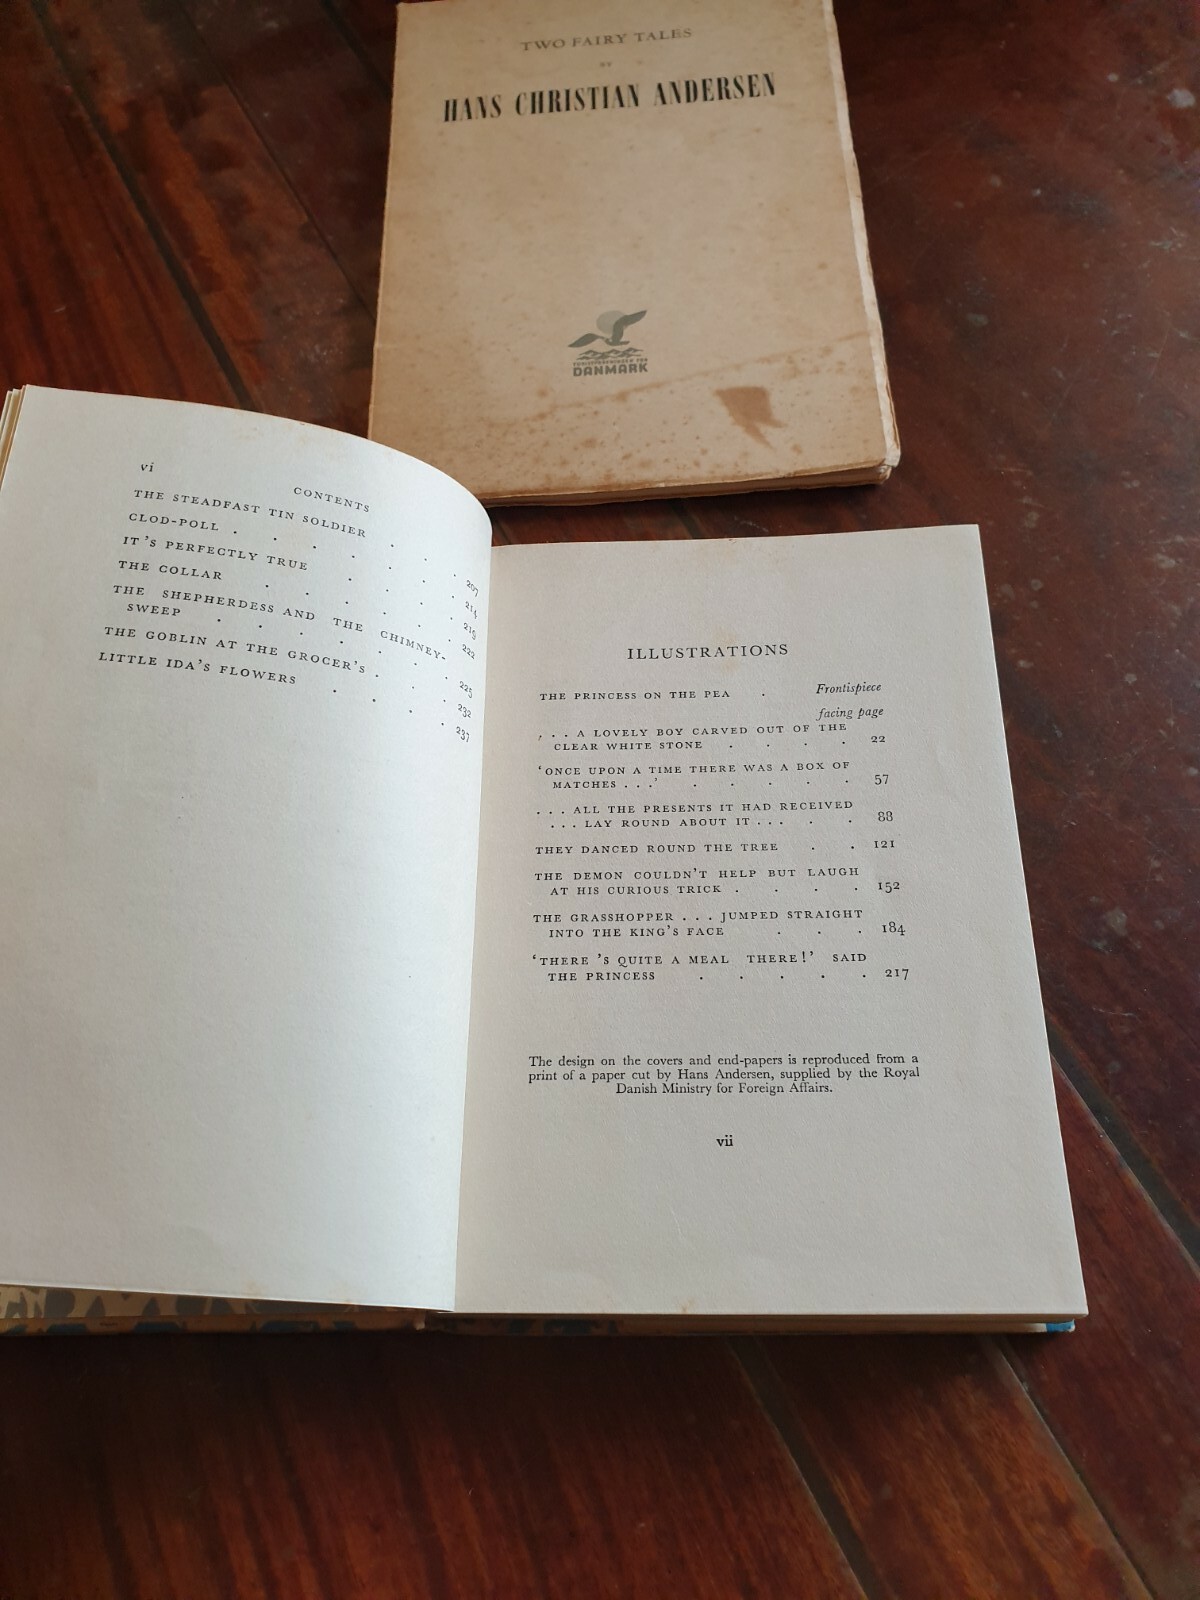 TWO FAIRY TALES
BY
HANS CHRISTIAN ANDERSEN
DANMARK
vi
CONTENTS
THE STEADFAST TIN SOLDIER . . . 207
CLOD-POLL . . . . . . . 214
IT'S PERFECTLY TRUE . . . . 219
THE COLLAR . . . . . . 222
THE SHEPHERDESS AND THE CHIMNEY-
SWEEP . . . . . . . 225
THE GOBLIN AT THE GROCER'S . . . 232
LITTLE IDA'S FLOWERS . . . . 237
ILLUSTRATIONS
THE PRINCESS ON THE PEA . Frontispiece
facing page
. . . A LOVELY BOY CARVED OUT OF THE
CLEAR WHITE STONE . . . . 22
'ONCE UPON A TIME THERE WAS A BOX OF
MATCHES . . .' . . . . . 57
. . . ALL THE PRESENTS IT HAD RECEIVED
. . . LAY ROUND ABOUT IT . . . . . 88
THEY DANCED ROUND THE TREE . . 121
THE DEMON COULDN'T HELP BUT LAUGH
AT HIS CURIOUS TRICK . . . . 152
THE GRASSHOPPER . . . JUMPED STRAIGHT
INTO THE KING'S FACE . . . 184
'THERE 'S QUITE A MEAL THERE!' SAID
THE PRINCESS . . . . . 217
The design on the covers and end-papers is reproduced from a
print of a paper cut by Hans Andersen, supplied by the Royal
Danish Ministry for Foreign Affairs.
vii